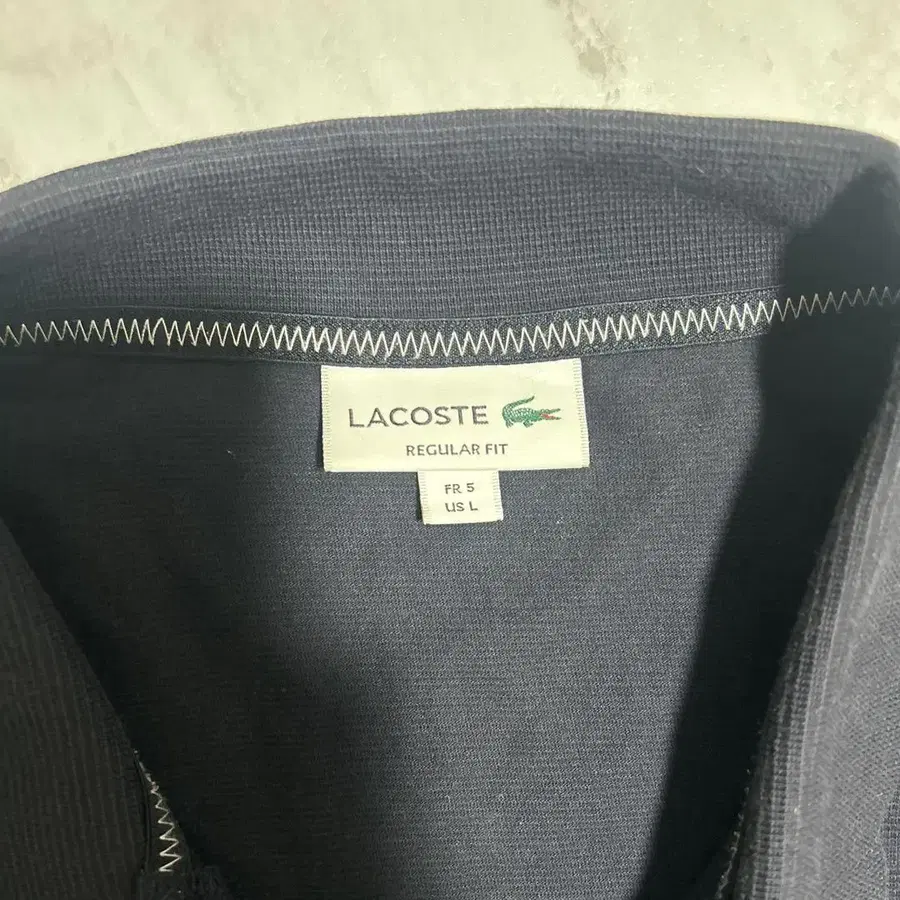 LACOSTE
REGULAR FIT
FR 5
US L